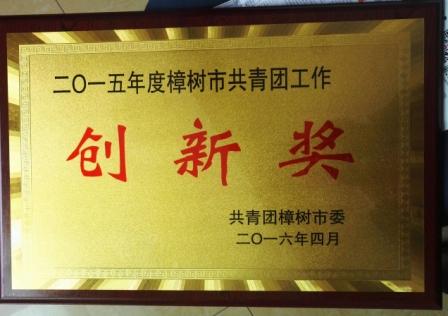 二〇一五年度樟树市共青团工作
创新奖
共青团樟树市委
二〇一六年四月